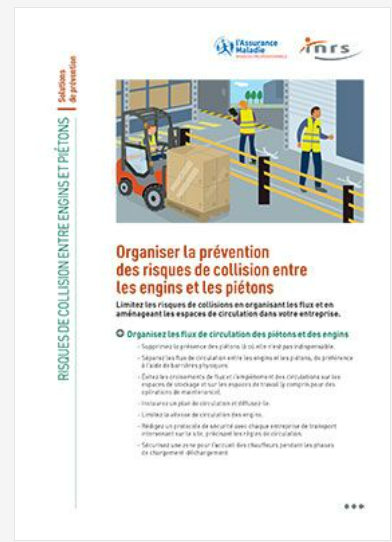 l'Assurance
Maladie
RISQUES PROFESSIONNELS
inrs
Solutions
de prévention
RISQUES DE COLLISION ENTRE ENGINS ET PIÉTONS
Organiser la prévention
des risques de collision entre
les engins et les piétons
Limitez les risques de collisions en organisant les flux et en
aménageant les espaces de circulation dans votre entreprise.
Organisez les flux de circulation des piétons et des engins
- Supprimez la présence des piétons là où elle n'est pas indispensable.
- Séparez les flux de circulation entre les engins et les piétons, de préférence
à l'aide de barrières physiques.
- Évitez les croisements de flux et l'empiètement des circulations sur les
espaces de stockage et sur les espaces de travail (y compris pour des
opérations de maintenance).
- Instaurez un plan de circulation et diffusez-le.
- Limitez la vitesse de circulation des engins.
- Rédigez un protocole de sécurité avec chaque entreprise de transport
intervenant sur le site, précisant les règles de circulation.
- Sécurisez une zone pour l'accueil des chauffeurs pendant les phases
de chargement déchargement.